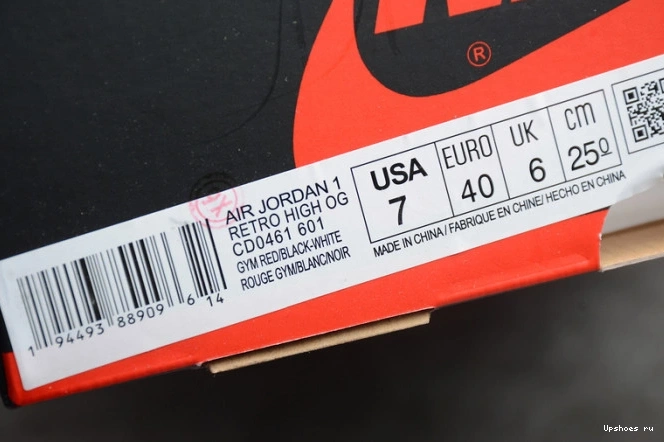 ®
AIR JORDAN 1
RETRO HIGH OG
CD0461 601
GYM RED/BLACK-WHITE
ROUGE GYM/BLANC/NOIR
USA
7
EURO
40
UK
6
cm
25
MADE IN CHINA / FABRIQUE EN CHINE/ HECHO EN CHINA
1 94493 88909 6 14
Upshoes ru